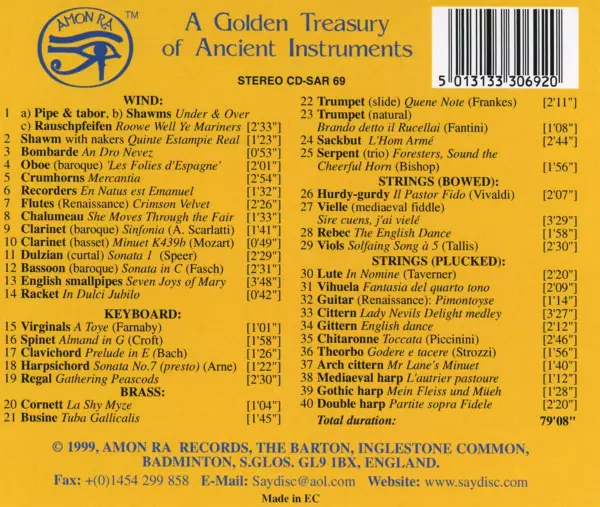 AMON RA
TM
A Golden Treasury
of Ancient Instruments
STEREO CD-SAR 69
5 013133 306920
WIND:
1 a) Pipe & tabor, b) Shawms Under & Over
c) Rauschpfeifen Roowe Well Ye Mariners [2'33"]
2 Shawm with nakers Quinte Estampie Real [1'23"]
3 Bombarde An Dro Nevez [0'53"]
4 Oboe (baroque) 'Les Folies d'Espagne' [2'01"]
5 Crumhorns Mercantia [2'54"]
6 Recorders En Natus est Emanuel [1'32"]
7 Flutes (Renaissance) Crimson Velvet [2'26"]
8 Chalumeau She Moves Through the Fair [1'33"]
9 Clarinet (baroque) Sinfonia (A. Scarlatti) [1'41"]
10 Clarinet (basset) Minuet K439b (Mozart) [0'49"]
11 Dulzian (curtal) Sonata 1 (Speer) [2'29"]
12 Bassoon (baroque) Sonata in C (Fasch) [2'31"]
13 English smallpipes Seven Joys of Mary [3'48"]
14 Racket In Dulci Jubilo [0'42"]
KEYBOARD:
15 Virginals A Toye (Farnaby) [1'01"]
16 Spinet Almand in G (Croft) [1'58"]
17 Clavichord Prelude in E (Bach) [1'26"]
18 Harpsichord Sonata No.7 (presto) (Arne) [1'22"]
19 Regal Gathering Peascods [2'30"]
BRASS:
20 Cornett La Shy Myze [1'04"]
21 Busine Tuba Gallicalis [1'45"]
22 Trumpet (slide) Quene Note (Frankes) [2'11"]
23 Trumpet (natural)
Brando detto il Rucellai (Fantini) [1'08"]
24 Sackbut L'Hom Armé [2'44"]
25 Serpent (trio) Foresters, Sound the
Cheerful Horn (Bishop) [1'56"]
STRINGS (BOWED):
26 Hurdy-gurdy Il Pastor Fido (Vivaldi) [2'07"]
27 Vielle (mediaeval fiddle)
Sire cuens, j'ai vielé [3'29"]
28 Rebec The English Dance [1'58"]
29 Viols Solfaing Song à 5 (Tallis) [2'30"]
STRINGS (PLUCKED):
30 Lute In Nomine (Taverner) [2'20"]
31 Vihuela Fantasia del quarto tono [2'09"]
32 Guitar (Renaissance): Pimontoyse [1'14"]
33 Cittern Lady Nevils Delight medley [3'27"]
34 Gittern English dance [2'12"]
35 Chitaronne Toccata (Piccinini) [2'46"]
36 Theorbo Godere e tacere (Strozzi) [1'56"]
37 Arch cittern Mr Lane's Minuet [1'40"]
38 Mediaeval harp L'autrier pastoure [1'12"]
39 Gothic harp Mein Fleiss und Müeh [1'28"]
40 Double harp Partite sopra Fidele [2'20"]
Total duration: 79'08"
© 1999, AMON RA RECORDS, THE BARTON, INGLESTONE COMMON,
BADMINTON, S.GLOS. GL9 1BX, ENGLAND.
Fax: +(0)1454 299 858 E-Mail: Saydisc@aol.com Website: www.saydisc.com
Made in EC